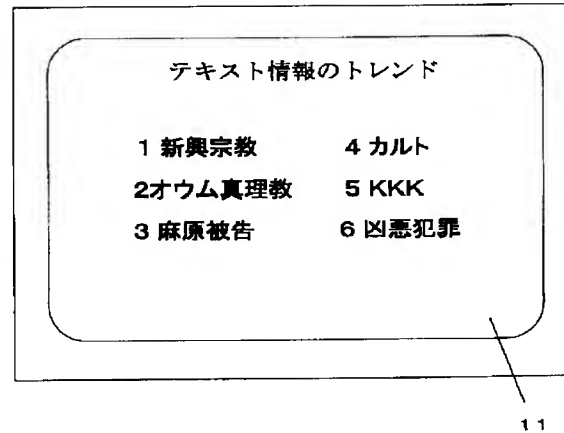 テキスト情報のトレンド
1 新興宗教
2オウム真理教
3 麻原被告
4 カルト
5 KKK
6 凶悪犯罪
11